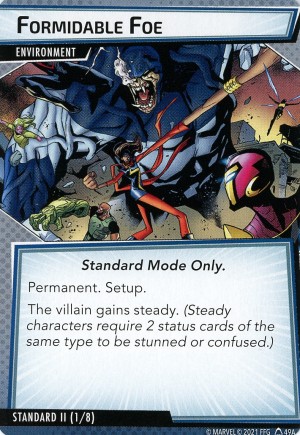 FORMIDABLE FOE
ENVIRONMENT
Standard Mode Only.
Permanent. Setup.
The villain gains steady. (Steady
characters require 2 status cards of the
same type to be stunned or confused.)
STANDARD II (1/8)
© MARVEL © 2021 FFG 49A